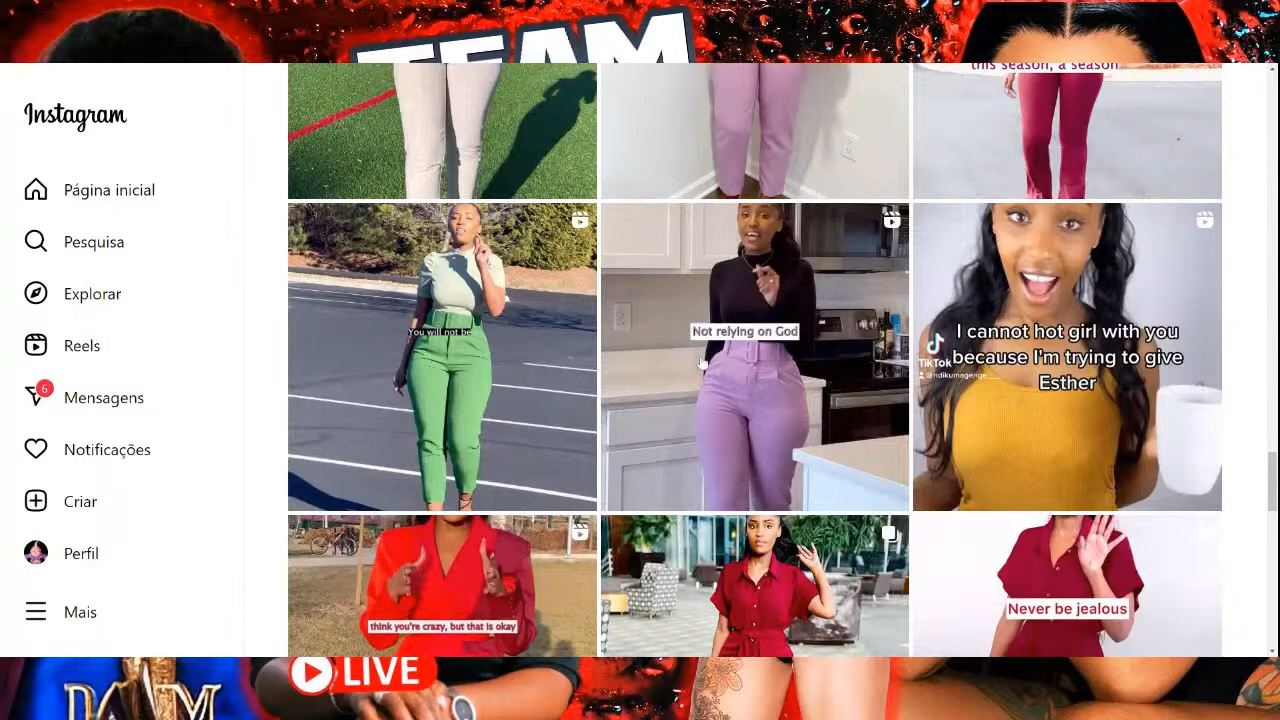 TEAM
this season, a season
Instagram
Página inicial
Pesquisa
Explorar
Reels
6
Mensagens
Notificações
Criar
Perfil
Mais
You will not be
Not relying on God
I cannot hot girl with you
because I'm trying to give
Esther
TikTok
@ndikumagenge
think you're crazy, but that is okay
Never be jealous
LIVE